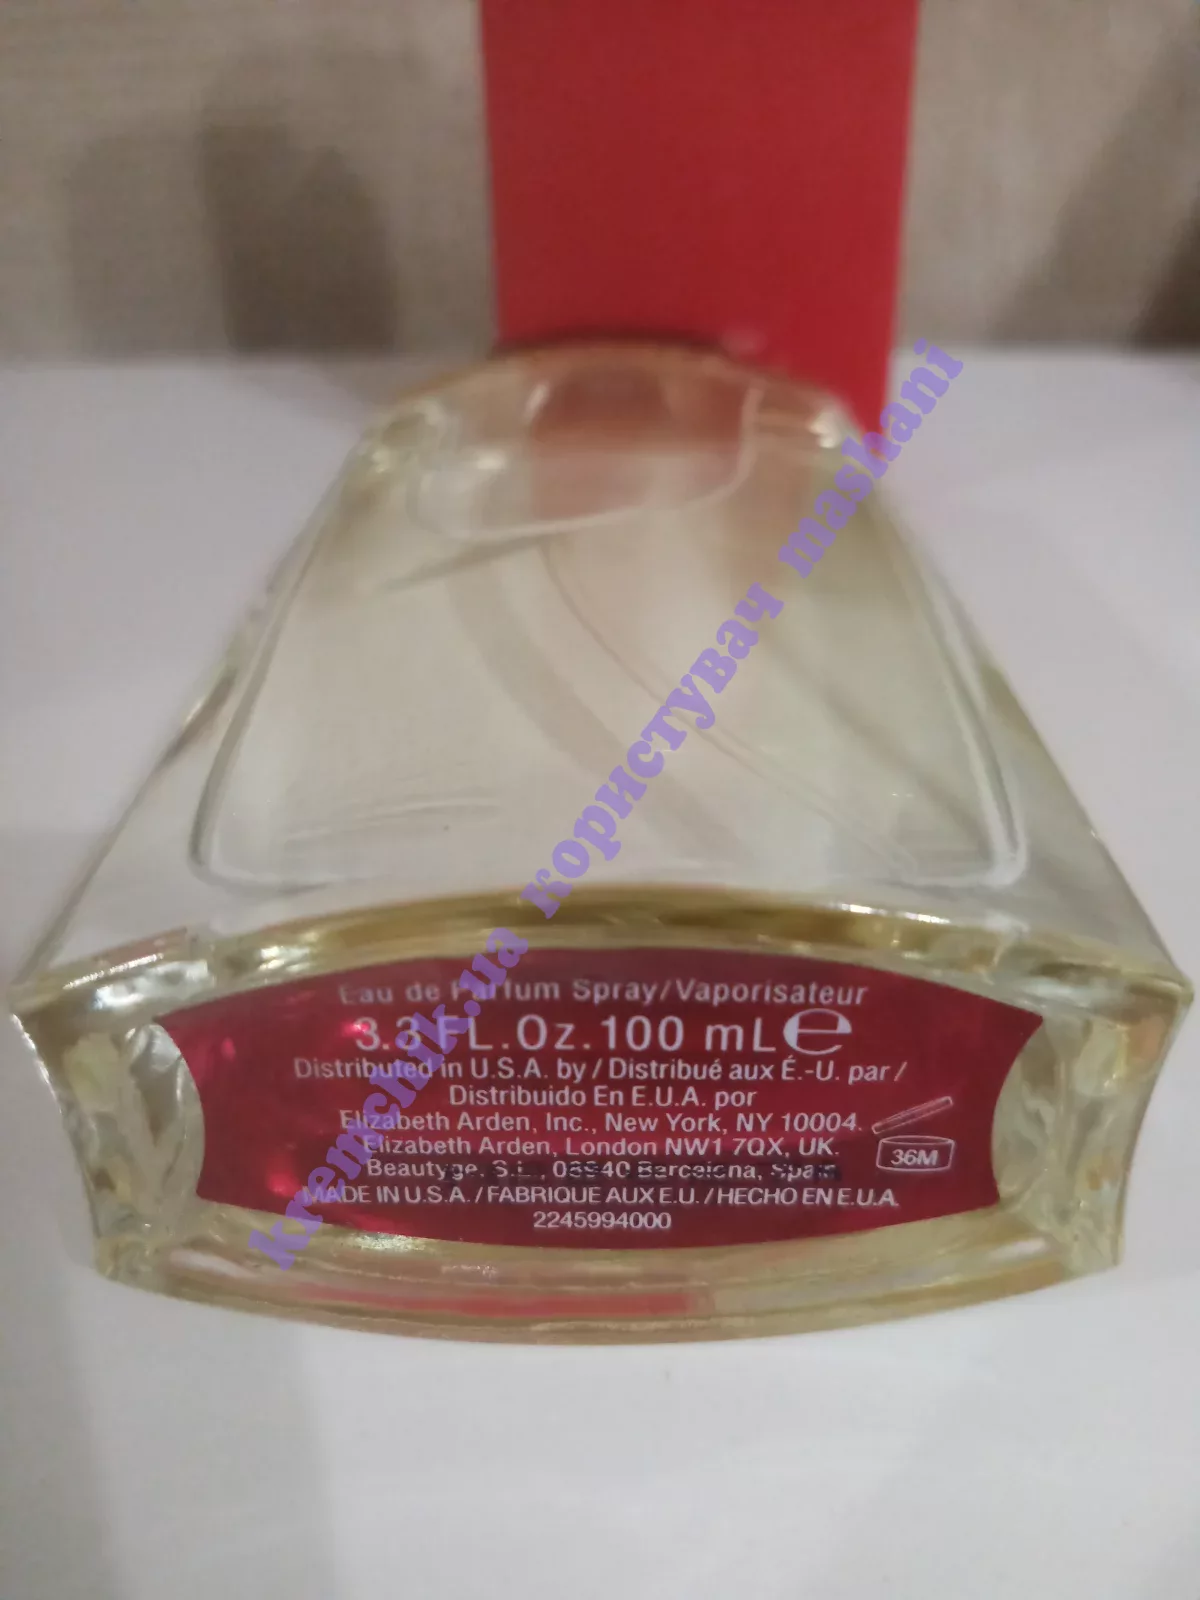 Eau de Parfum Spray/Vaporisateur
3.3 FL.Oz.100 mL ℮
Distributed in U.S.A. by / Distribué aux É.-U. par /
Distribuido En E.U.A. por
Elizabeth Arden, Inc., New York, NY 10004.
Elizabeth Arden, London NW1 7QX, UK.
Beautyge, S.L., 08940 Barcelona, Spain
MADE IN U.S.A. / FABRIQUE AUX E.U. / HECHO EN E.U.A.
2245994000
36M
kremchik.ua користувач mashani